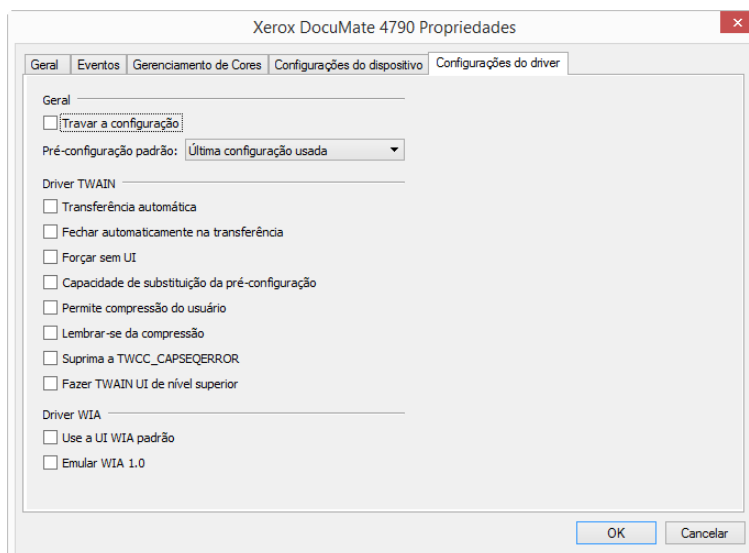 Xerox DocuMate 4790 Propriedades
Geral Eventos Gerenciamento de Cores Configurações do dispositivo Configurações do driver
Geral
Travar a configuração
Pré-configuração padrão: Última configuração usada
Driver TWAIN
Transferência automática
Fechar automaticamente na transferência
Forçar sem UI
Capacidade de substituição da pré-configuração
Permite compressão do usuário
Lembrar-se da compressão
Suprima a TWCC_CAPSEQERROR
Fazer TWAIN UI de nível superior
Driver WIA
Use a UI WIA padrão
Emular WIA 1.0
OK Cancelar